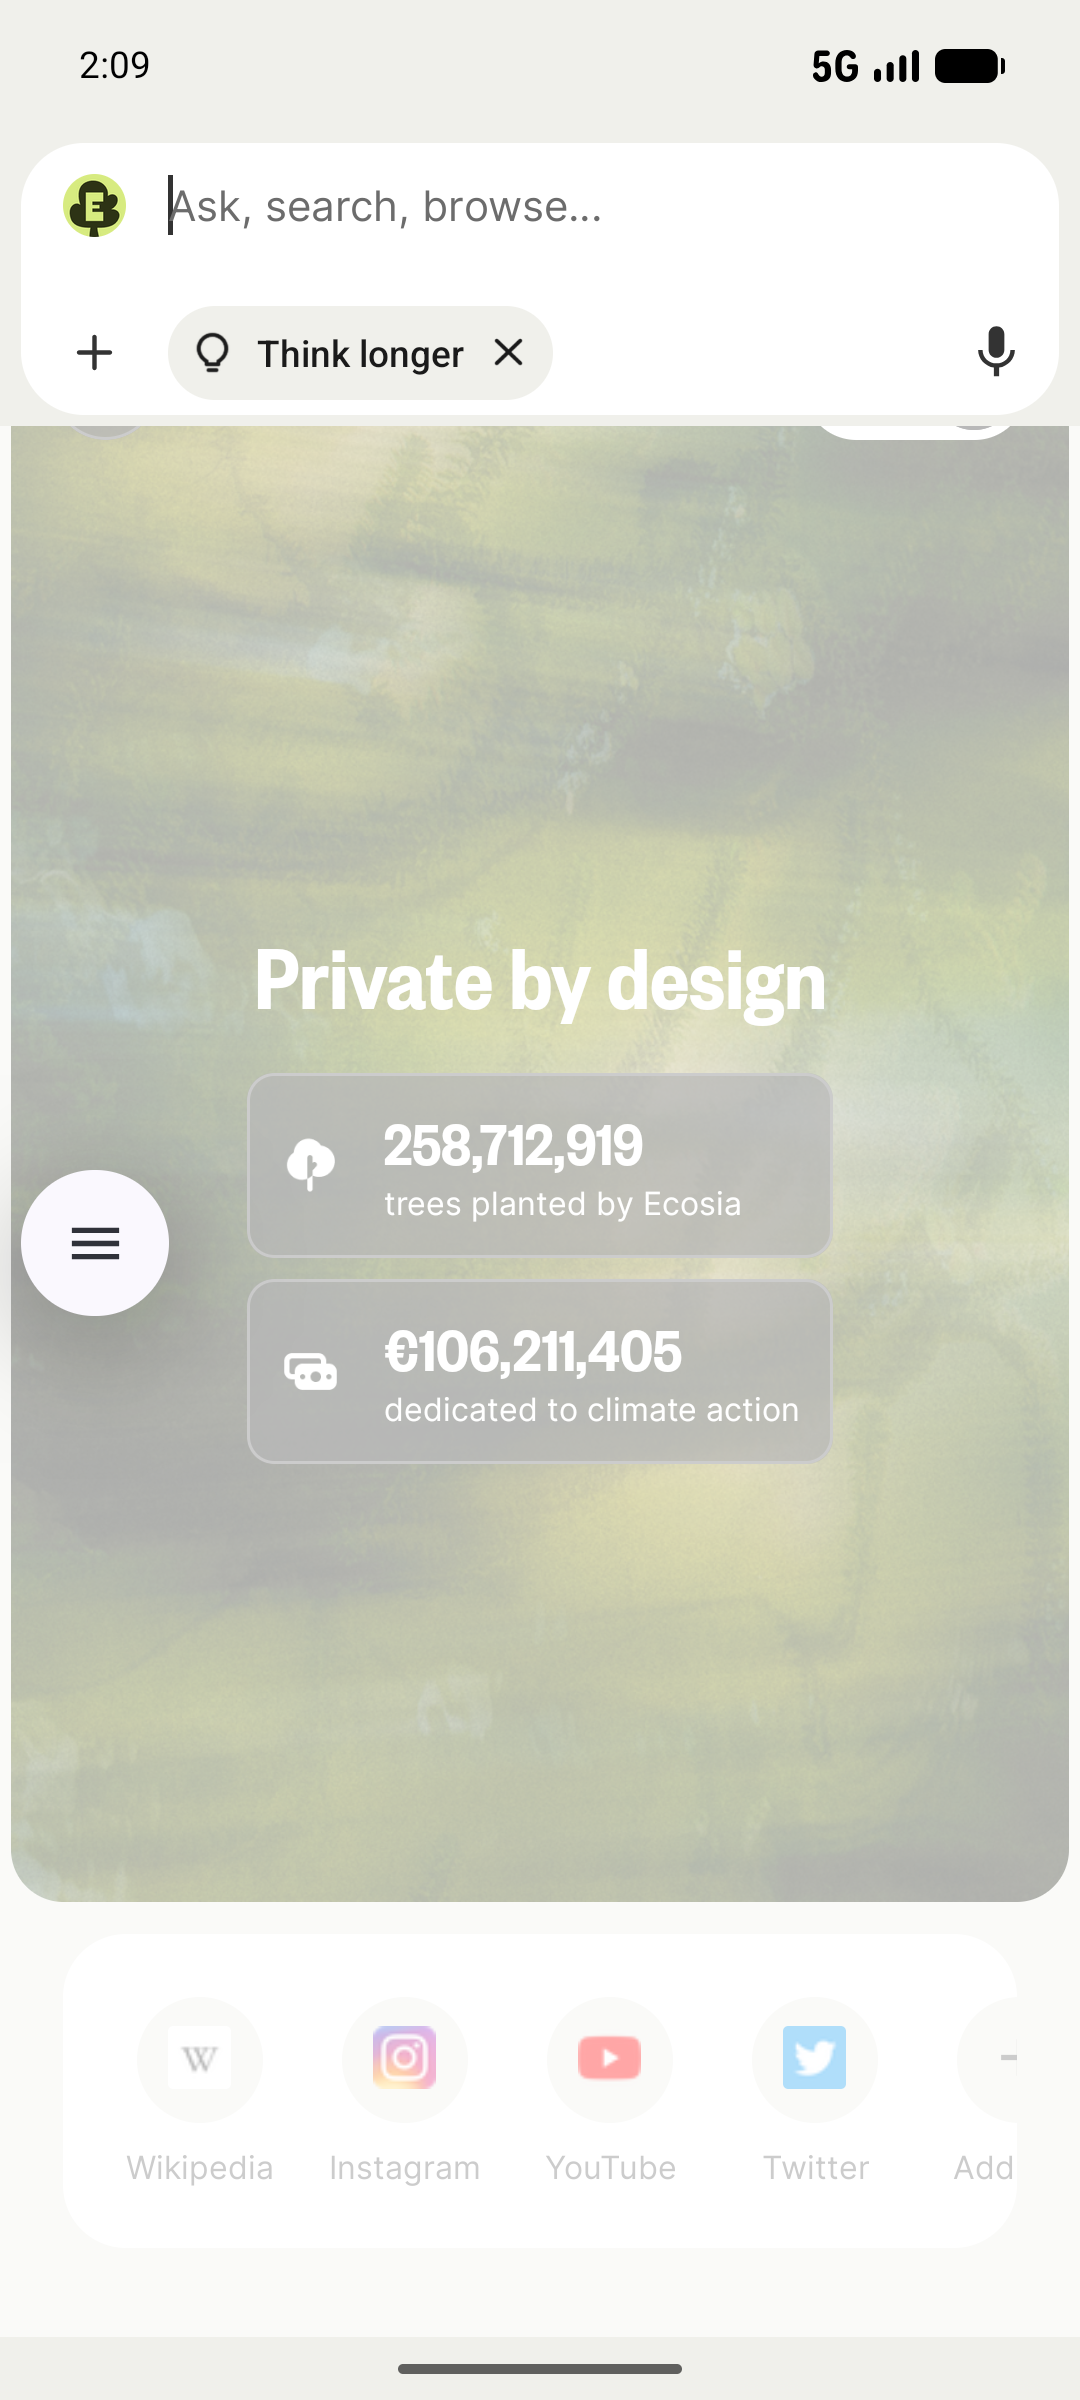 2:09
5G
Ask, search, browse...
Think longer
Private by design
258,712,919
trees planted by Ecosia
€106,211,405
dedicated to climate action
Wikipedia
Instagram
YouTube
Twitter
Add